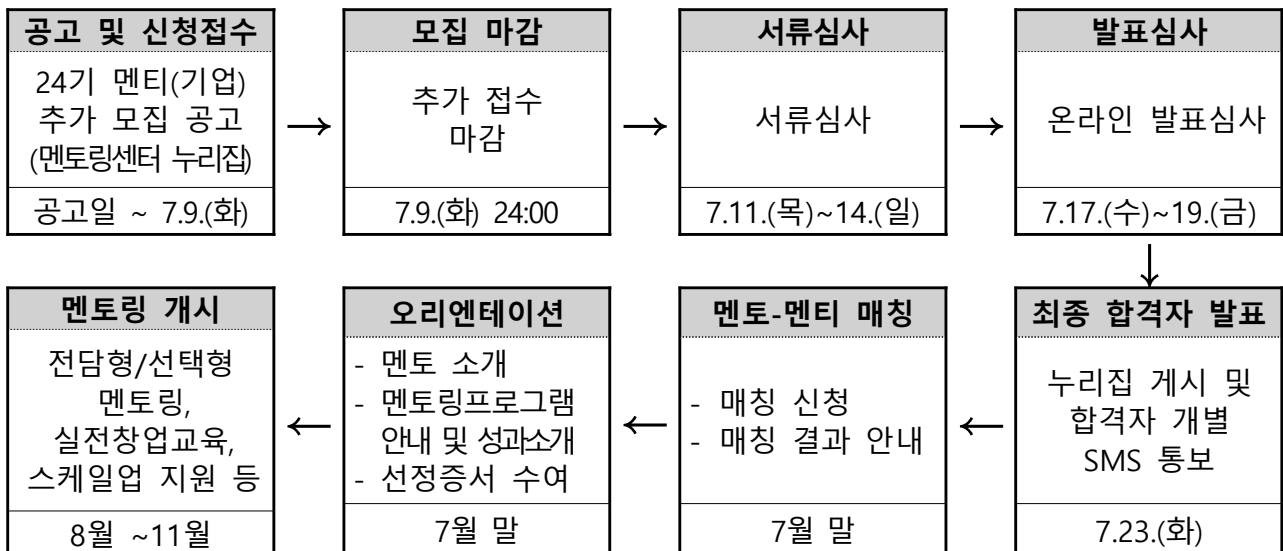 공고 및 신청접수
24기 멘티(기업)
추가 모집 공고
(멘토링센터 누리집)
공고일 ~ 7.9.(화)
→
모집 마감
추가 접수
마감
7.9.(화) 24:00
→
서류심사
서류심사
7.11.(목)~14.(일)
→
발표심사
온라인 발표심사
7.17.(수)~19.(금)
↓
최종 합격자 발표
누리집 게시 및
합격자 개별
SMS 통보
7.23.(화)
←
멘토-멘티 매칭
- 매칭 신청
- 매칭 결과 안내
7월 말
←
오리엔테이션
- 멘토 소개
- 멘토링프로그램
안내 및 성과소개
- 선정증서 수여
7월 말
←
멘토링 개시
전담형/선택형
멘토링,
실전창업교육,
스케일업 지원 등
8월 ~11월